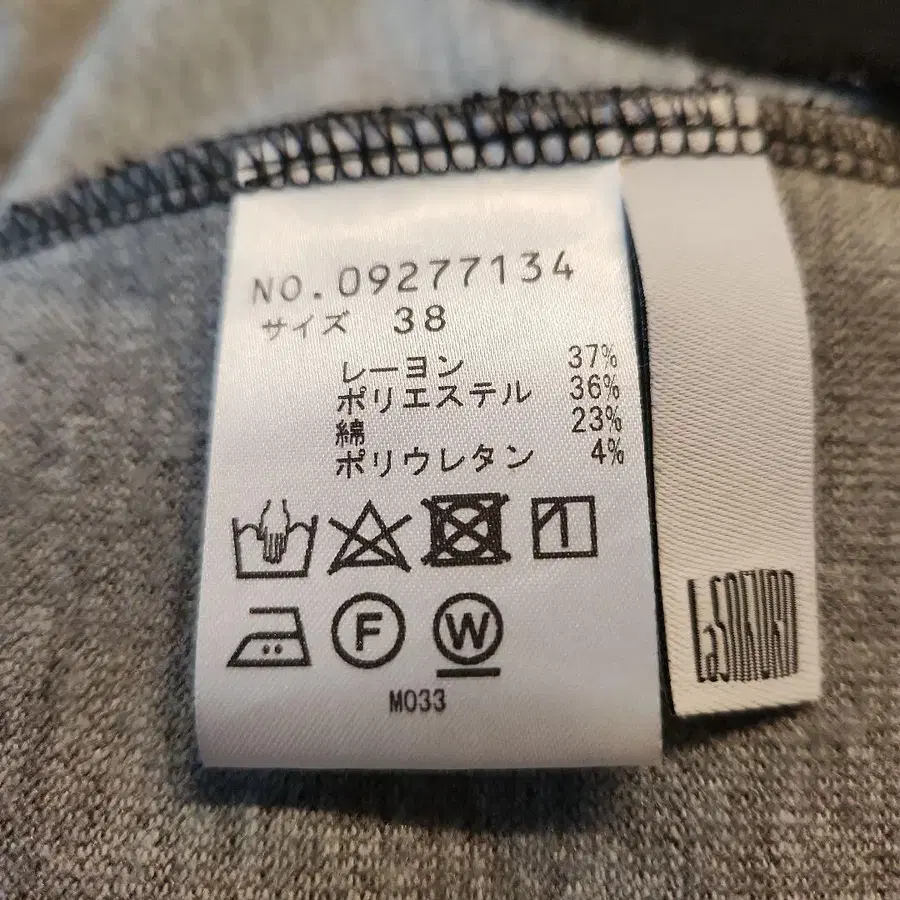 NO.09277134
サイズ 38
レーヨン 37%
ポリエステル 36%
綿 23%
ポリウレタン 4%
F W
M033